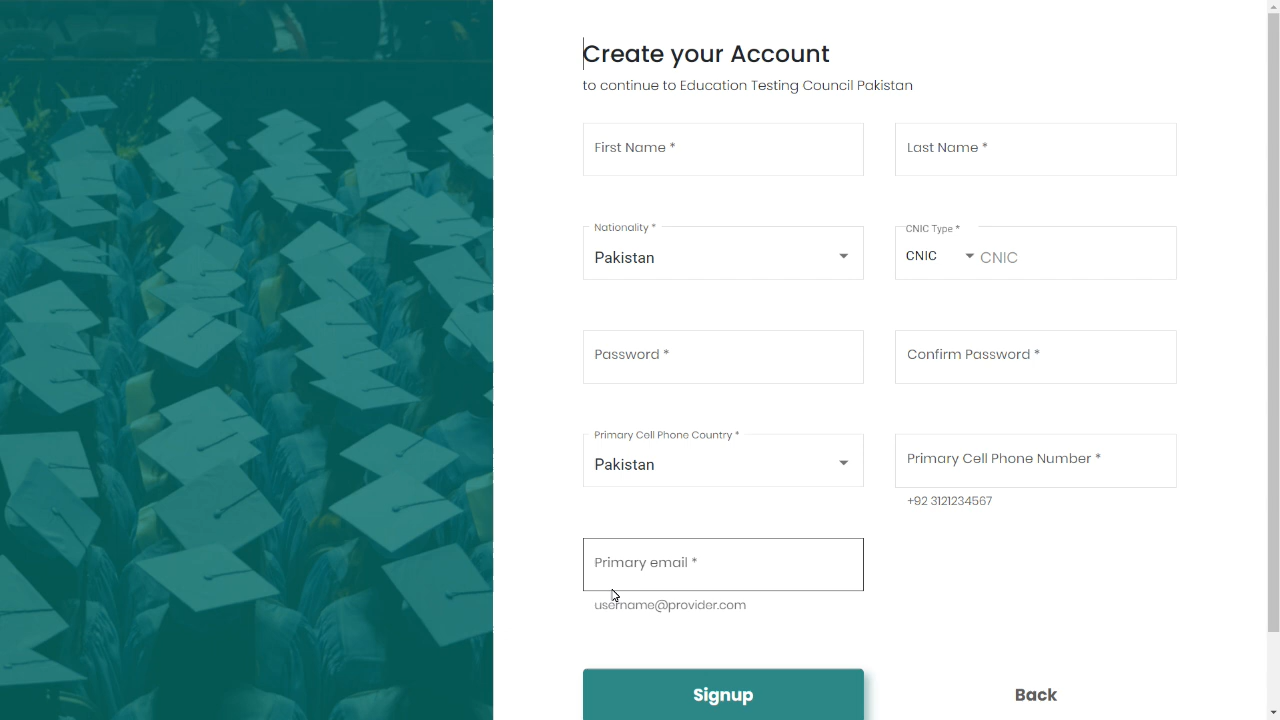 Create your Account
to continue to Education Testing Council Pakistan
First Name *
Last Name *
Nationality *
Pakistan
CNIC Type *
CNIC
CNIC
Password *
Confirm Password *
Primary Cell Phone Country *
Pakistan
Primary Cell Phone Number *
+92 3121234567
Primary email *
username@provider.com
Signup
Back